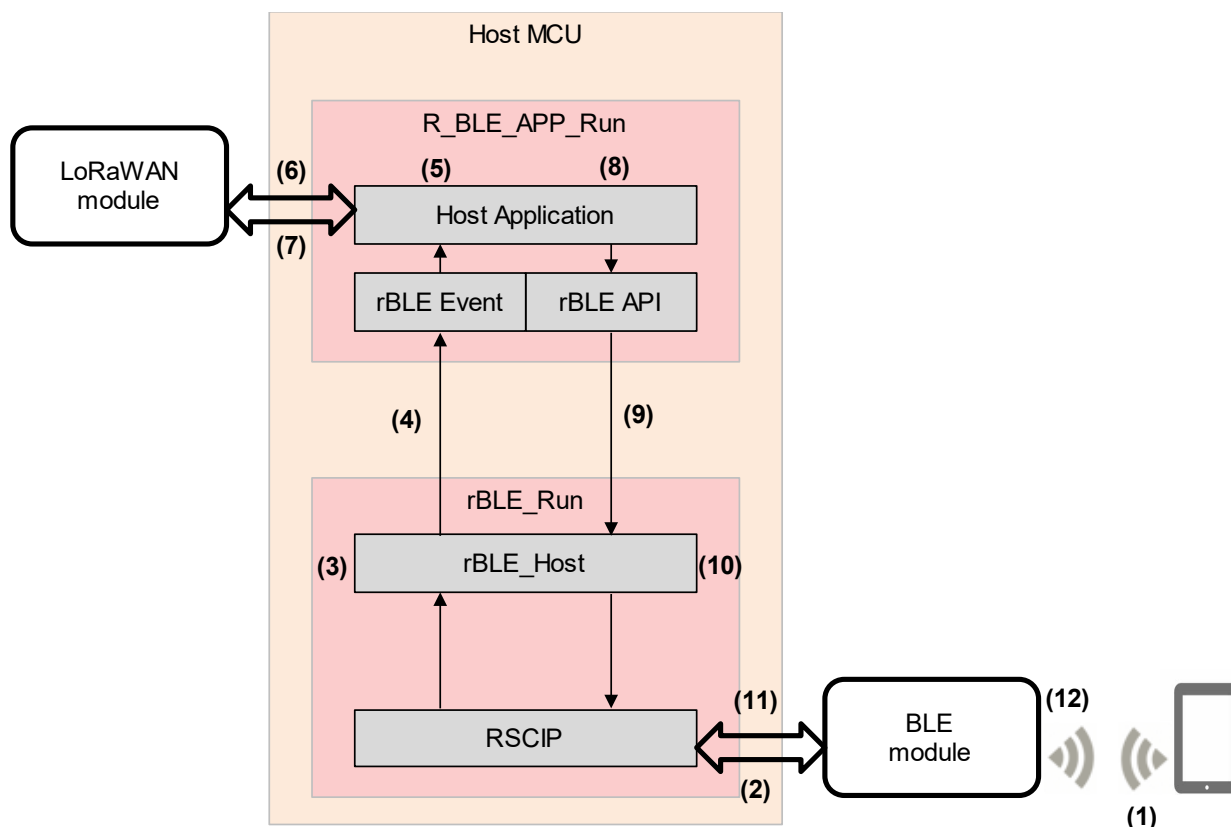 Host MCU
R_BLE_APP_Run
LoRaWAN
module
(6)
(5)
(8)
Host Application
(7)
rBLE Event
rBLE API
(4)
(9)
rBLE_Run
(3)
rBLE_Host
(10)
(11)
BLE
module
(12)
RSCIP
(2)
(1)